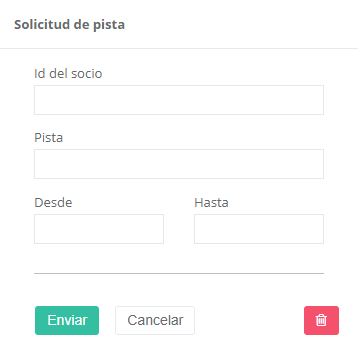 Solicitud de pista
Id del socio
Pista
Desde Hasta
Enviar Cancelar